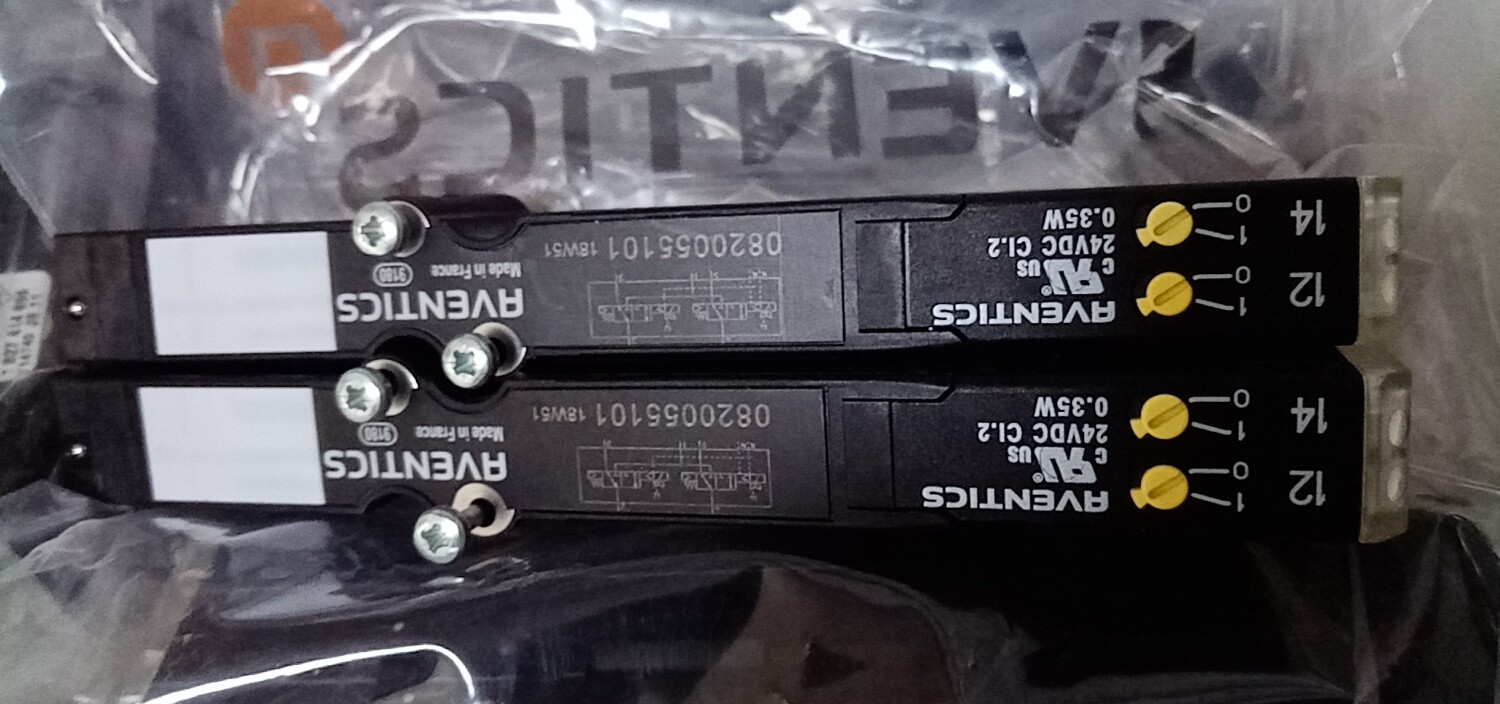 AVENTICS
14
12
0
1
0
1
AVENTICS
C RU US
24VDC Cl.2
0.35W
0820055101 18W51
AVENTICS
Made in France
9180
14
12
0
1
0
1
AVENTICS
C RU US
24VDC Cl.2
0.35W
0820055101 18W51
AVENTICS
Made in France
9180